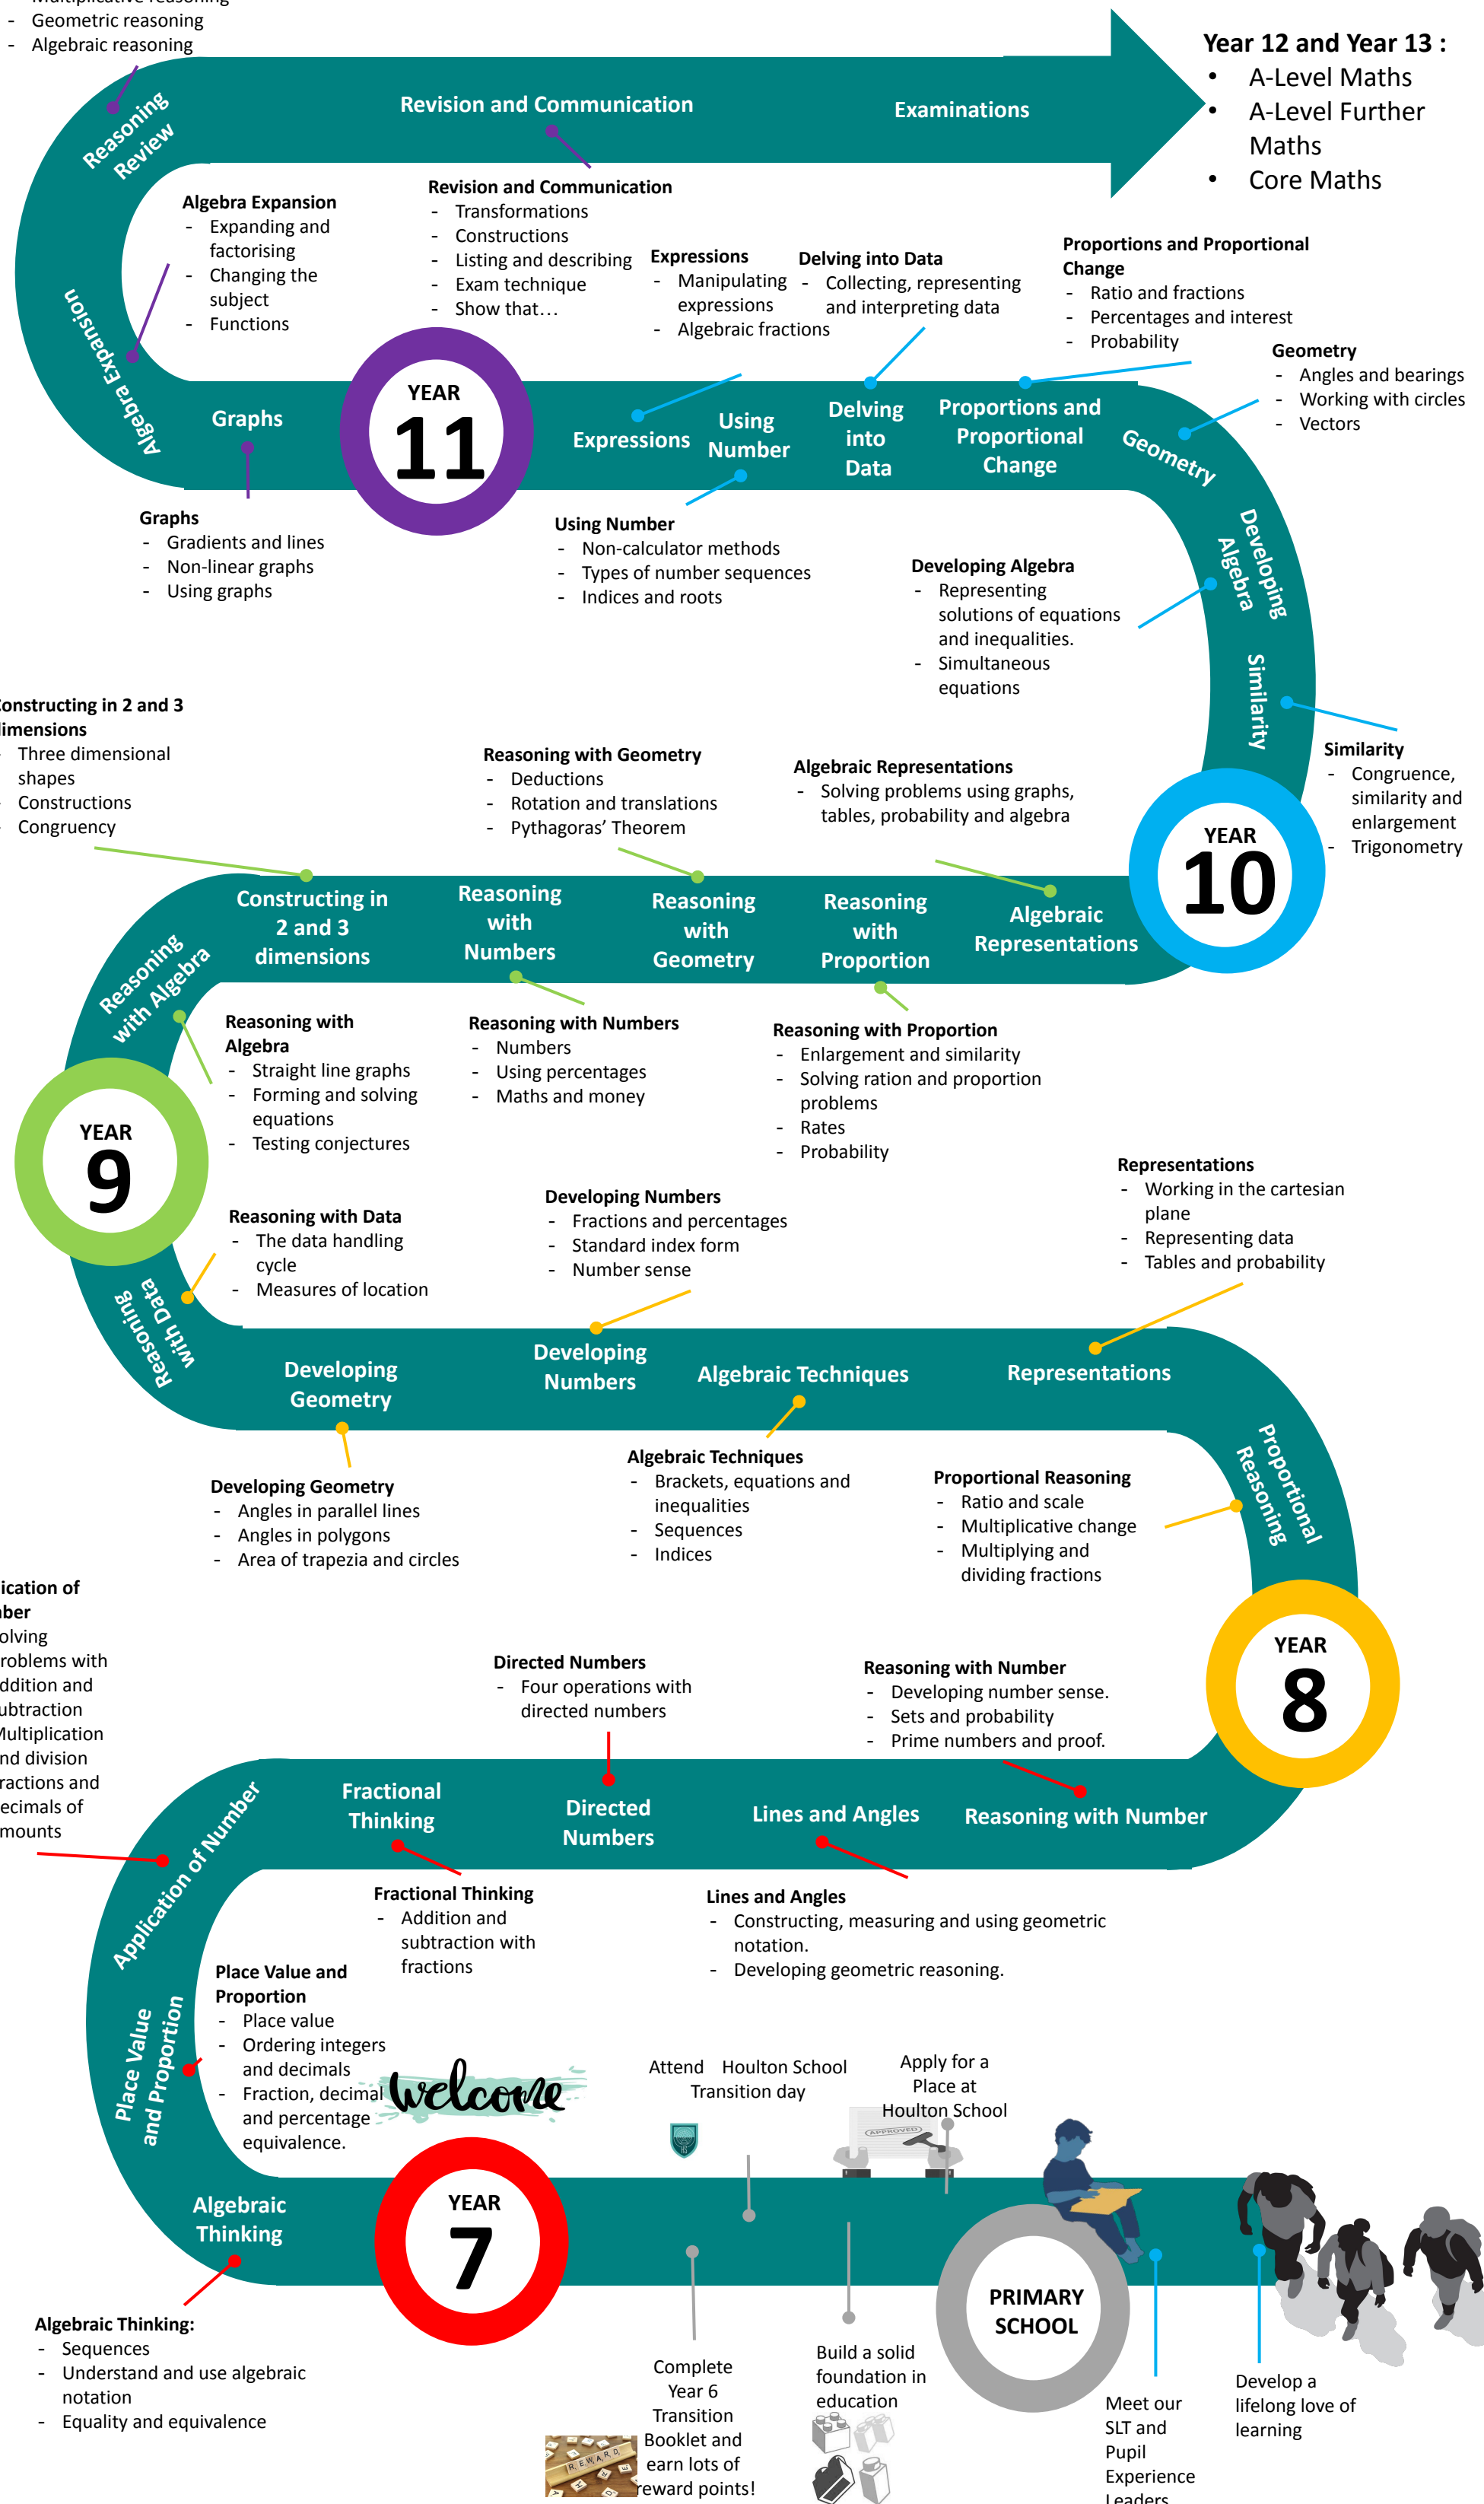 Multiplicative reasoning
- Geometric reasoning
- Algebraic reasoning
Year 12 and Year 13 :
• A-Level Maths
• A-Level Further
Maths
• Core Maths
Reasoning
Review
Revision and Communication
Examinations
Algebra Expansion
- Expanding and
factorising
- Changing the
subject
- Functions
Revision and Communication
- Transformations
- Constructions
- Listing and describing
- Exam technique
- Show that…
Expressions
- Manipulating
expressions
- Algebraic fractions
Delving into Data
- Collecting, representing
and interpreting data
Proportions and Proportional
Change
- Ratio and fractions
- Percentages and interest
- Probability
Geometry
- Angles and bearings
- Working with circles
- Vectors
Algebra Expansion
Graphs
YEAR
11
Expressions
Using
Number
Delving
into
Data
Proportions and
Proportional
Change
Geometry
Graphs
- Gradients and lines
- Non-linear graphs
- Using graphs
Using Number
- Non-calculator methods
- Types of number sequences
- Indices and roots
Developing Algebra
- Representing
solutions of equations
and inequalities.
- Simultaneous
equations
Developing
Algebra
Similarity
Similarity
- Congruence,
similarity and
enlargement
- Trigonometry
Constructing in 2 and 3
dimensions
- Three dimensional
shapes
- Constructions
- Congruency
Reasoning with Geometry
- Deductions
- Rotation and translations
- Pythagoras’ Theorem
Algebraic Representations
- Solving problems using graphs,
tables, probability and algebra
YEAR
10
Reasoning
with Algebra
Constructing in
2 and 3
dimensions
Reasoning
with
Numbers
Reasoning
with
Geometry
Reasoning
with
Proportion
Algebraic
Representations
Reasoning with
Algebra
- Straight line graphs
- Forming and solving
equations
- Testing conjectures
Reasoning with Numbers
- Numbers
- Using percentages
- Maths and money
Reasoning with Proportion
- Enlargement and similarity
- Solving ration and proportion
problems
- Rates
- Probability
YEAR
9
Reasoning with Data
- The data handling
cycle
- Measures of location
Developing Numbers
- Fractions and percentages
- Standard index form
- Number sense
Representations
- Working in the cartesian
plane
- Representing data
- Tables and probability
Reasoning
with Data
Developing
Geometry
Developing
Numbers
Algebraic Techniques
Representations
Proportional
Reasoning
Developing Geometry
- Angles in parallel lines
- Angles in polygons
- Area of trapezia and circles
Algebraic Techniques
- Brackets, equations and
inequalities
- Sequences
- Indices
Proportional Reasoning
- Ratio and scale
- Multiplicative change
- Multiplying and
dividing fractions
YEAR
8
ication of
ber
olving
roblems with
ddition and
ubtraction
Multiplication
nd division
ractions and
ecimals of
mounts
Directed Numbers
- Four operations with
directed numbers
Reasoning with Number
- Developing number sense.
- Sets and probability
- Prime numbers and proof.
Application of Number
Fractional
Thinking
Directed
Numbers
Lines and Angles
Reasoning with Number
Fractional Thinking
- Addition and
subtraction with
fractions
Lines and Angles
- Constructing, measuring and using geometric
notation.
- Developing geometric reasoning.
Place Value
and Proportion
Place Value and
Proportion
- Place value
- Ordering integers
and decimals
- Fraction, decimal
and percentage
equivalence.
welcome
Attend Houlton School
Transition day
Apply for a
Place at
Houlton School
APPROVED
Algebraic
Thinking
YEAR
7
PRIMARY
SCHOOL
Algebraic Thinking:
- Sequences
- Understand and use algebraic
notation
- Equality and equivalence
Complete
Year 6
Transition
Booklet and
earn lots of
reward points!
REWARD
Build a solid
foundation in
education
Meet our
SLT and
Pupil
Experience
Leaders
Develop a
lifelong love of
learning